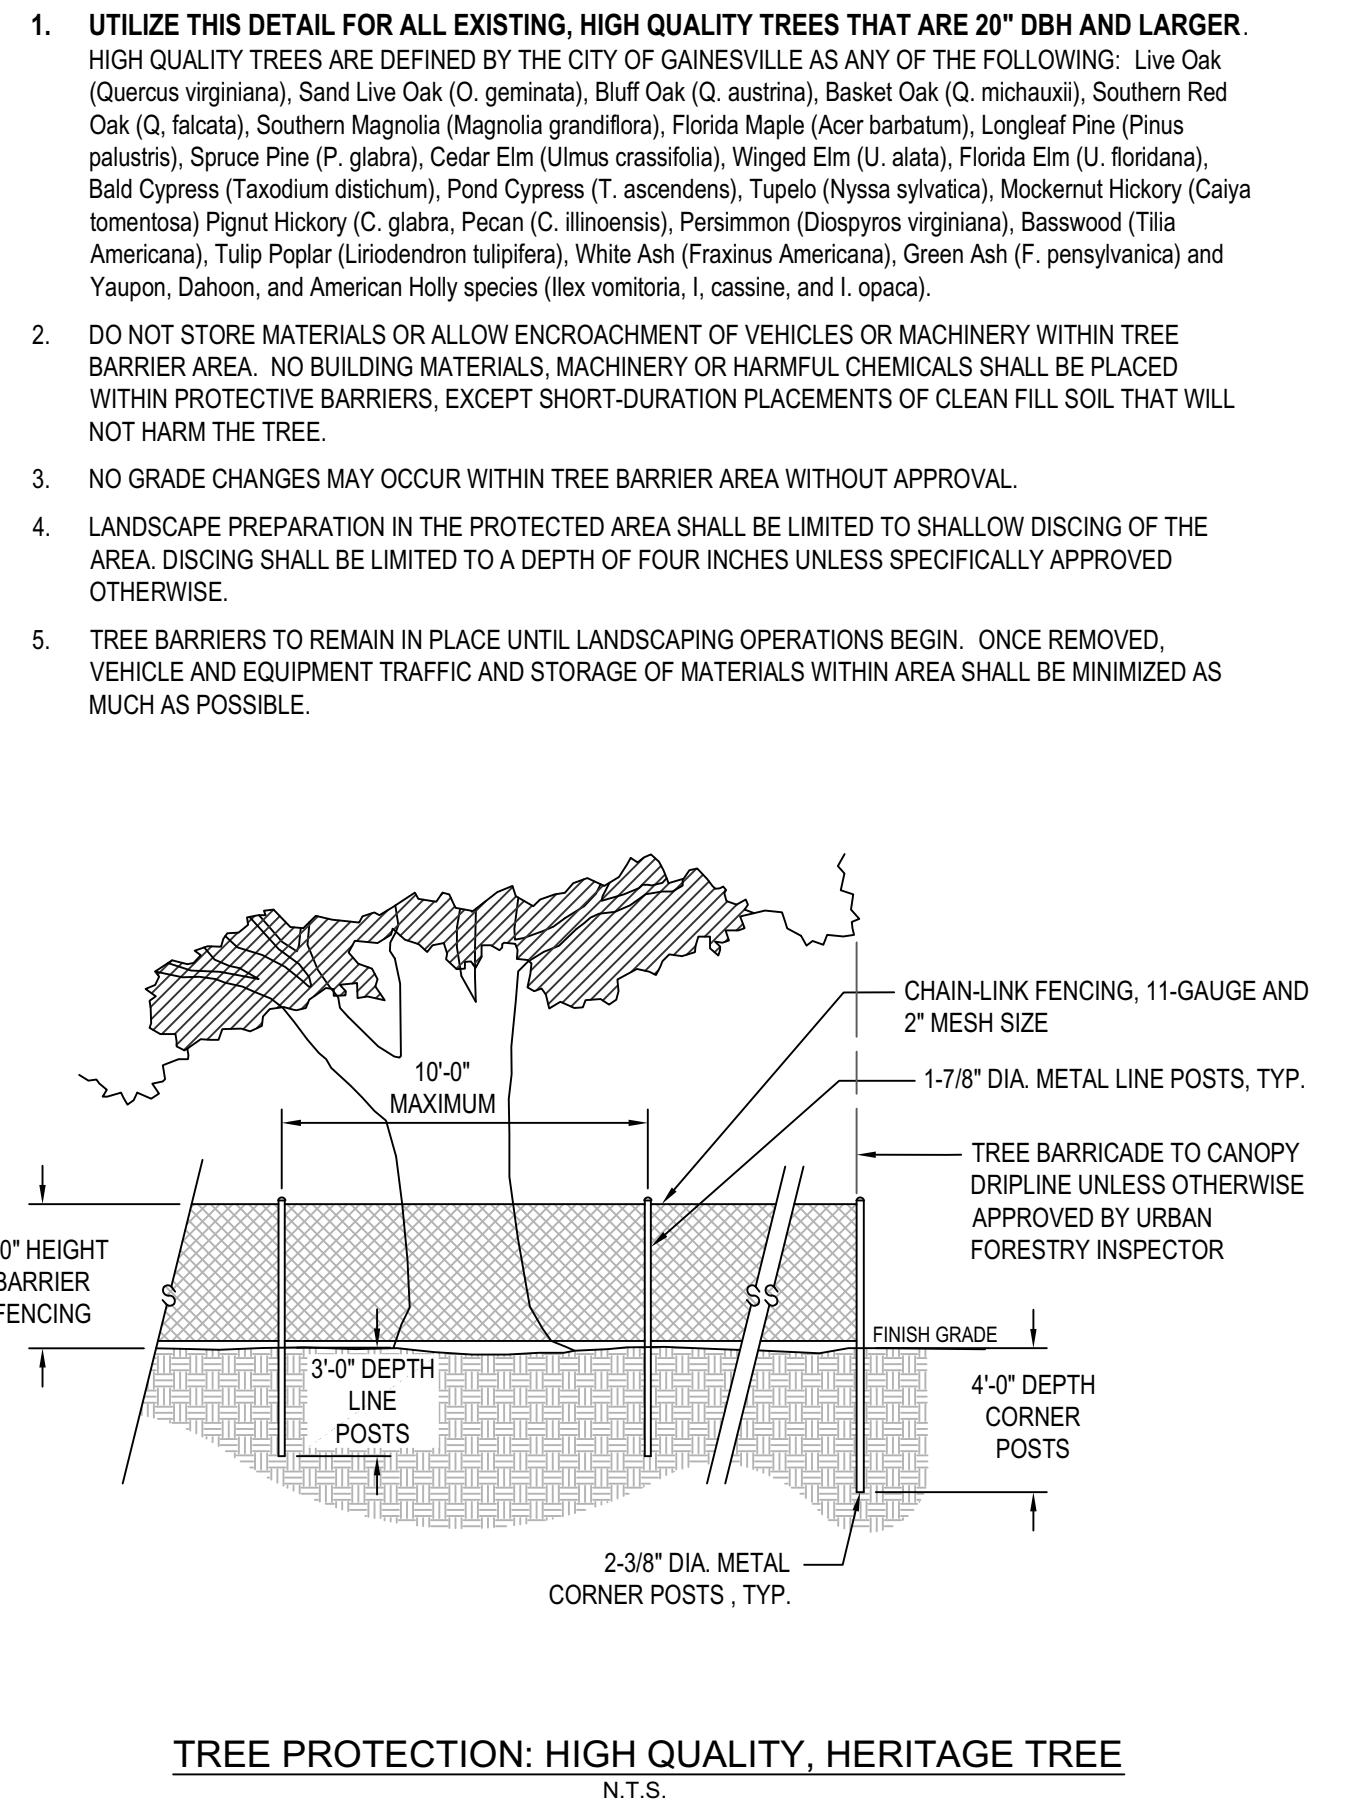 1. UTILIZE THIS DETAIL FOR ALL EXISTING, HIGH QUALITY TREES THAT ARE 20" DBH AND LARGER.
HIGH QUALITY TREES ARE DEFINED BY THE CITY OF GAINESVILLE AS ANY OF THE FOLLOWING: Live Oak
(Quercus virginiana), Sand Live Oak (O. geminata), Bluff Oak (Q. austrina), Basket Oak (Q. michauxii), Southern Red
Oak (Q, falcata), Southern Magnolia (Magnolia grandiflora), Florida Maple (Acer barbatum), Longleaf Pine (Pinus
palustris), Spruce Pine (P. glabra), Cedar Elm (Ulmus crassifolia), Winged Elm (U. alata), Florida Elm (U. floridana),
Bald Cypress (Taxodium distichum), Pond Cypress (T. ascendens), Tupelo (Nyssa sylvatica), Mockernut Hickory (Caiya
tomentosa) Pignut Hickory (C. glabra, Pecan (C. illinoensis), Persimmon (Diospyros virginiana), Basswood (Tilia
Americana), Tulip Poplar (Liriodendron tulipifera), White Ash (Fraxinus Americana), Green Ash (F. pensylvanica) and
Yaupon, Dahoon, and American Holly species (Ilex vomitoria, I, cassine, and I. opaca).
2. DO NOT STORE MATERIALS OR ALLOW ENCROACHMENT OF VEHICLES OR MACHINERY WITHIN TREE
BARRIER AREA. NO BUILDING MATERIALS, MACHINERY OR HARMFUL CHEMICALS SHALL BE PLACED
WITHIN PROTECTIVE BARRIERS, EXCEPT SHORT-DURATION PLACEMENTS OF CLEAN FILL SOIL THAT WILL
NOT HARM THE TREE.
3. NO GRADE CHANGES MAY OCCUR WITHIN TREE BARRIER AREA WITHOUT APPROVAL.
4. LANDSCAPE PREPARATION IN THE PROTECTED AREA SHALL BE LIMITED TO SHALLOW DISCING OF THE
AREA. DISCING SHALL BE LIMITED TO A DEPTH OF FOUR INCHES UNLESS SPECIFICALLY APPROVED
OTHERWISE.
5. TREE BARRIERS TO REMAIN IN PLACE UNTIL LANDSCAPING OPERATIONS BEGIN. ONCE REMOVED,
VEHICLE AND EQUIPMENT TRAFFIC AND STORAGE OF MATERIALS WITHIN AREA SHALL BE MINIMIZED AS
MUCH AS POSSIBLE.
CHAIN-LINK FENCING, 11-GAUGE AND
2" MESH SIZE
10'-0"
MAXIMUM
1-7/8" DIA. METAL LINE POSTS, TYP.
TREE BARRICADE TO CANOPY
DRIPLINE UNLESS OTHERWISE
APPROVED BY URBAN
FORESTRY INSPECTOR
0" HEIGHT
BARRIER
FENCING
S
SS
FINISH GRADE
3'-0" DEPTH
LINE
POSTS
4'-0" DEPTH
CORNER
POSTS
2-3/8" DIA. METAL
CORNER POSTS , TYP.
TREE PROTECTION: HIGH QUALITY, HERITAGE TREE
N.T.S.